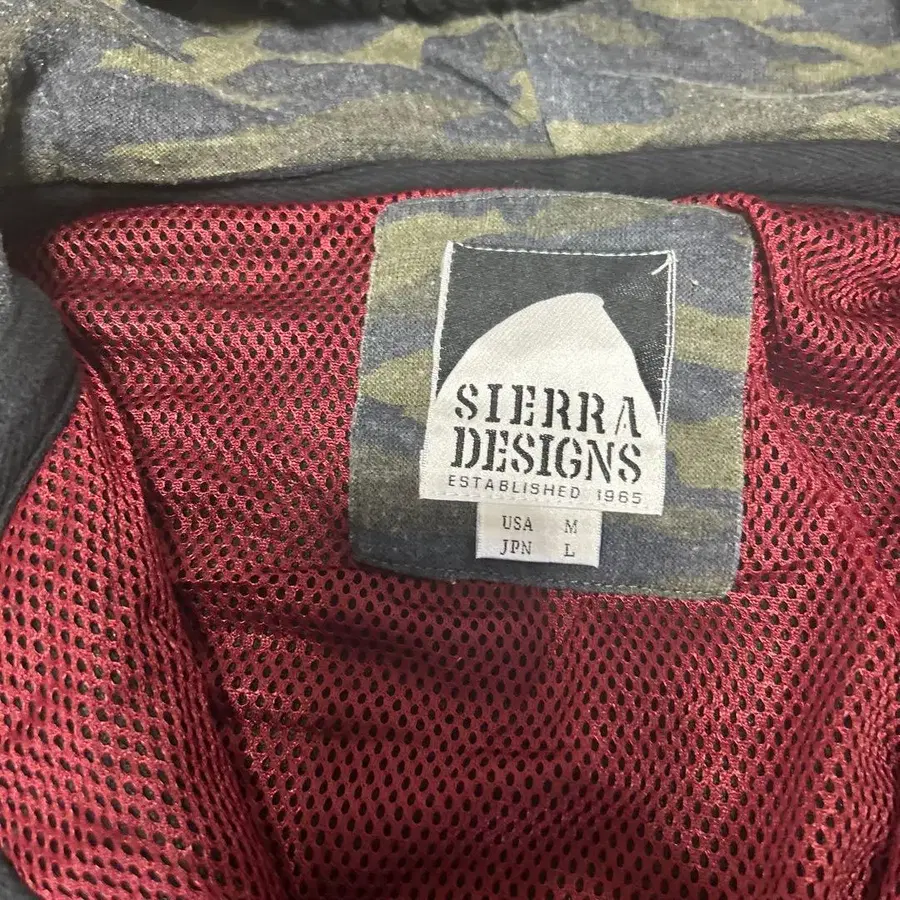 SIERRA
DESIGNS
ESTABLISHED 1965
USA M
JPN L